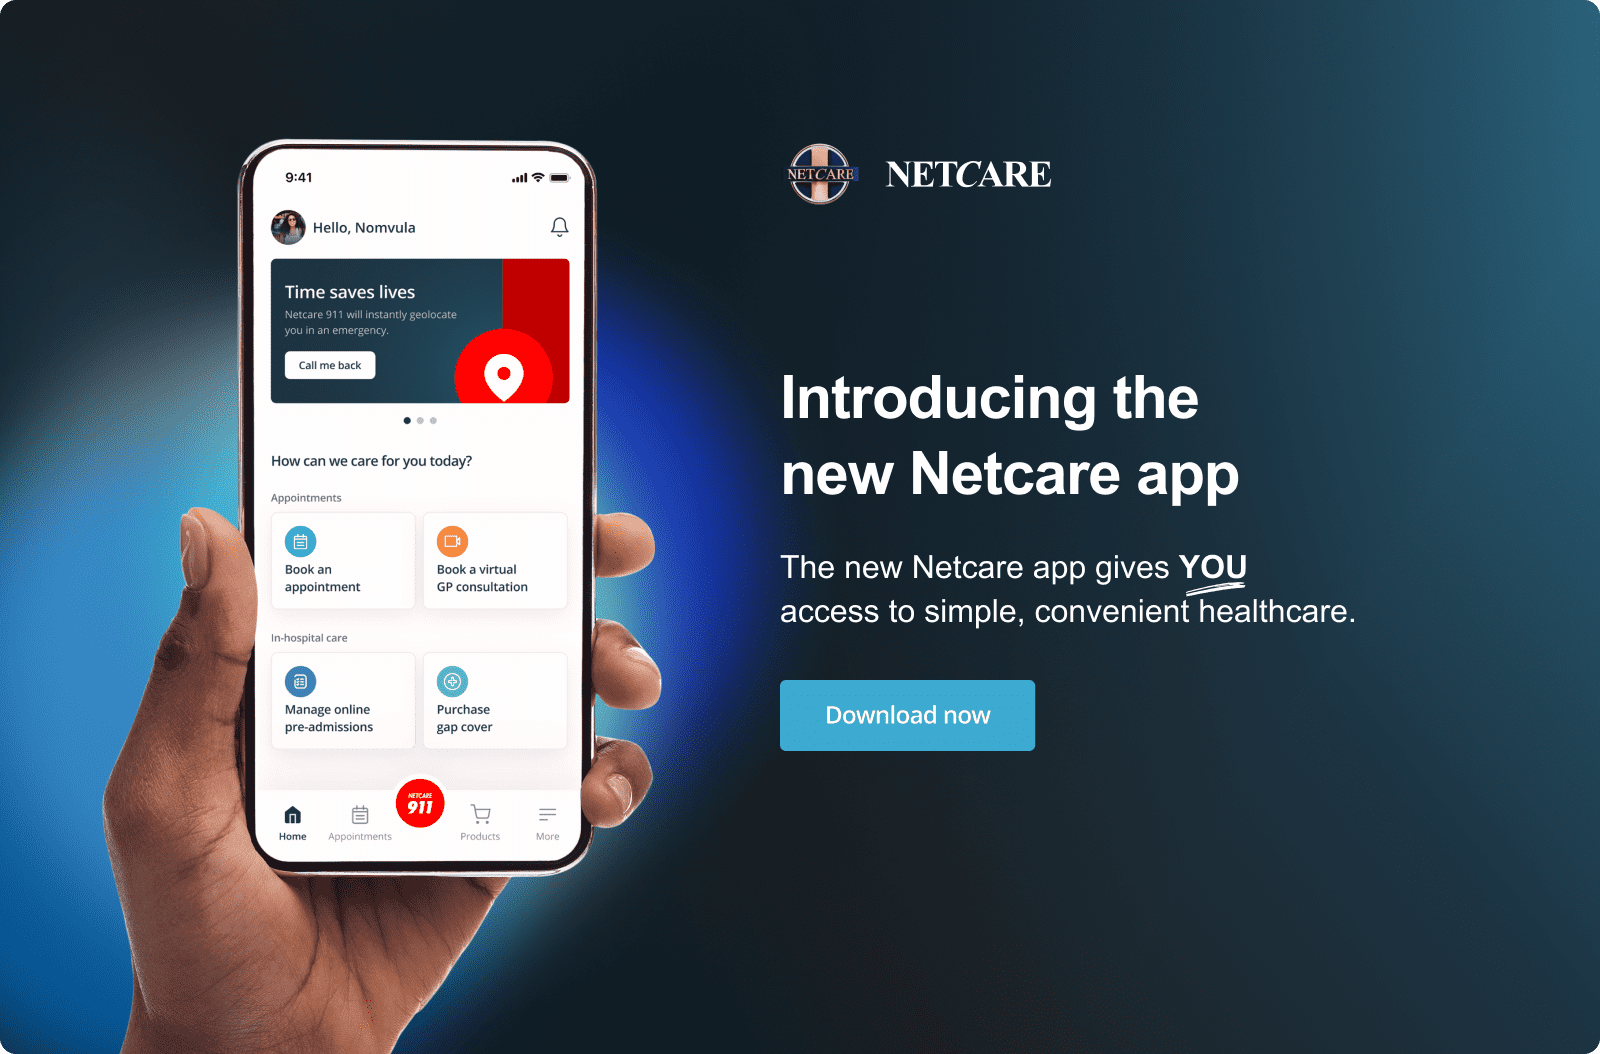 9:41
Hello, Nomvula
Time saves lives
Netcare 911 will instantly geolocate
you in an emergency.
Call me back
How can we care for you today?
Appointments
Book an
appointment
Book a virtual
GP consultation
In-hospital care
Manage online
pre-admissions
Purchase
gap cover
NETCARE
911
Home
Appointments
Products
More
NETCARE
NETCARE
Introducing the
new Netcare app
The new Netcare app gives YOU
access to simple, convenient healthcare.
Download now